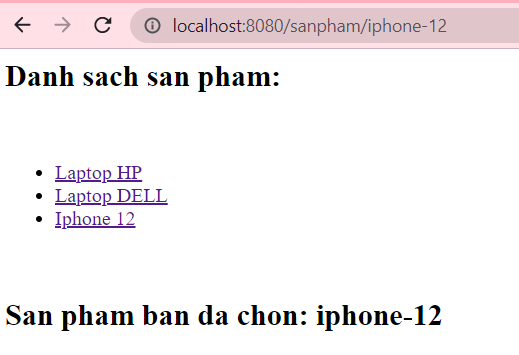 localhost:8080/sanpham/iphone-12
Danh sach san pham:
Laptop HP
Laptop DELL
Iphone 12
San pham ban da chon: iphone-12